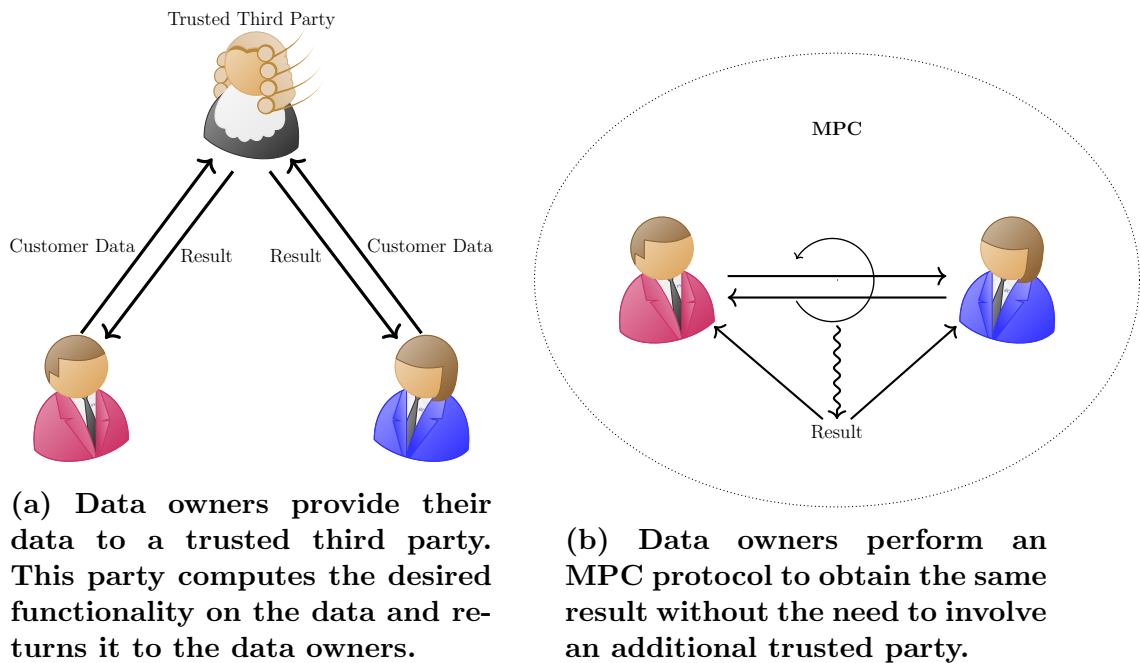 Trusted Third Party
Customer Data
Result
Result
Customer Data
(a) Data owners provide their
data to a trusted third party.
This party computes the desired
functionality on the data and re-
turns it to the data owners.
MPC
Result
(b) Data owners perform an
MPC protocol to obtain the same
result without the need to involve
an additional trusted party.